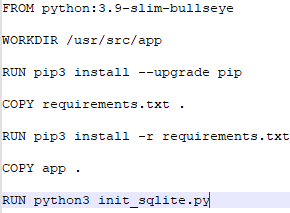 FROM python:3.9-slim-bullseye
WORKDIR /usr/src/app
RUN pip3 install --upgrade pip
COPY requirements.txt .
RUN pip3 install -r requirements.txt
COPY app .
RUN python3 init_sqlite.py